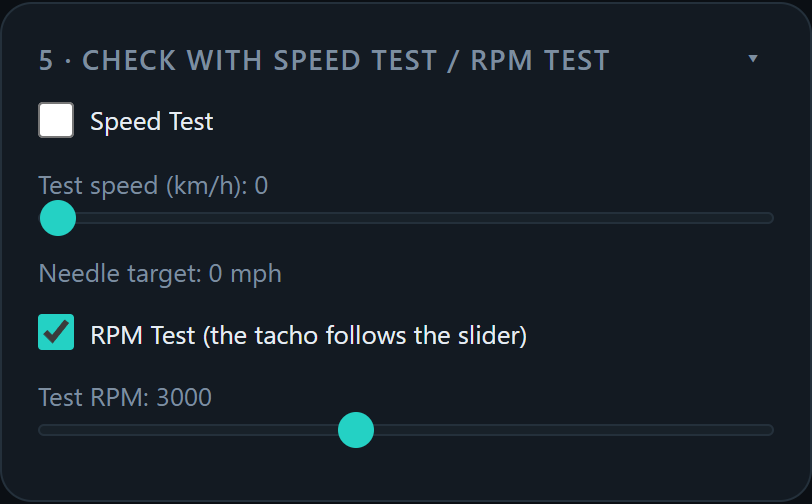 5 · CHECK WITH SPEED TEST / RPM TEST
Speed Test
Test speed (km/h): 0
Needle target: 0 mph
RPM Test (the tacho follows the slider)
Test RPM: 3000